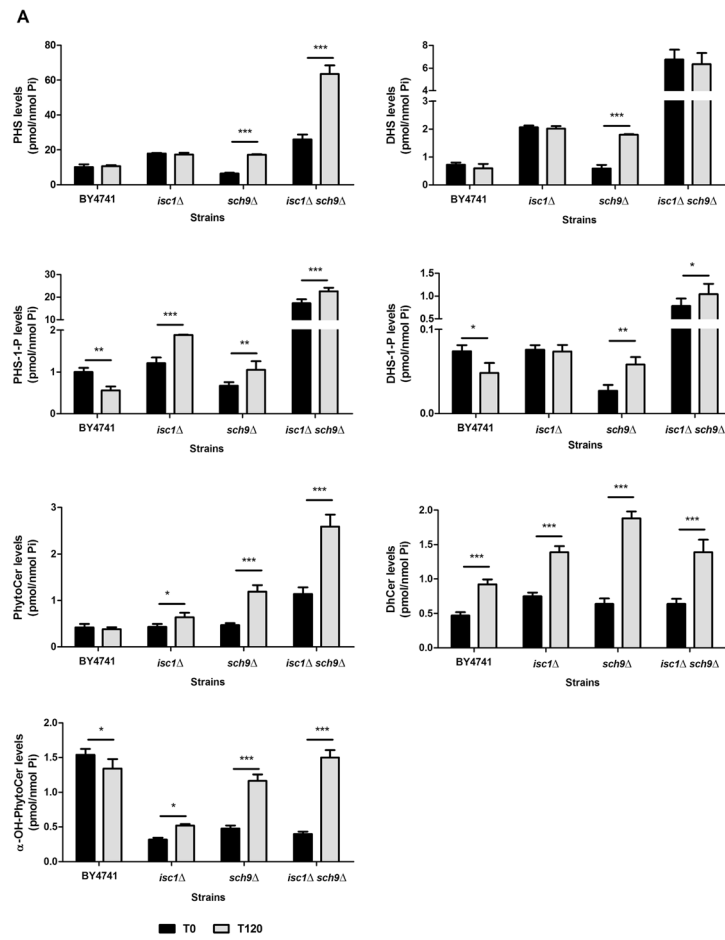 A
PHS levels
(pmol/nmol Pi)
80
60
40
20
0
***
***
BY4741
isc1Δ
sch9Δ
isc1Δ sch9Δ
Strains
DHS levels
(pmol/nmol Pi)
8
6
4
2
1
0
***
BY4741
isc1Δ
sch9Δ
isc1Δ sch9Δ
Strains
PHS-1-P levels
(pmol/nmol Pi)
30
20
10
2
1
0
**
***
**
***
BY4741
isc1Δ
sch9Δ
isc1Δ sch9Δ
Strains
DHS-1-P levels
(pmol/nmol Pi)
1.5
1.0
0.5
0.1
0.0
*
**
*
BY4741
isc1Δ
sch9Δ
isc1Δ sch9Δ
Strains
PhytoCer levels
(pmol/nmol Pi)
3
2
1
0
*
***
***
BY4741
isc1Δ
sch9Δ
isc1Δ sch9Δ
Strains
DhCer levels
(pmol/nmol Pi)
2.0
1.5
1.0
0.5
0.0
***
***
***
***
BY4741
isc1Δ
sch9Δ
isc1Δ sch9Δ
Strains
α-OH-PhytoCer levels
(pmol/nmol Pi)
2.0
1.5
1.0
0.5
0.0
*
*
***
***
BY4741
isc1Δ
sch9Δ
isc1Δ sch9Δ
Strains
T0
T120